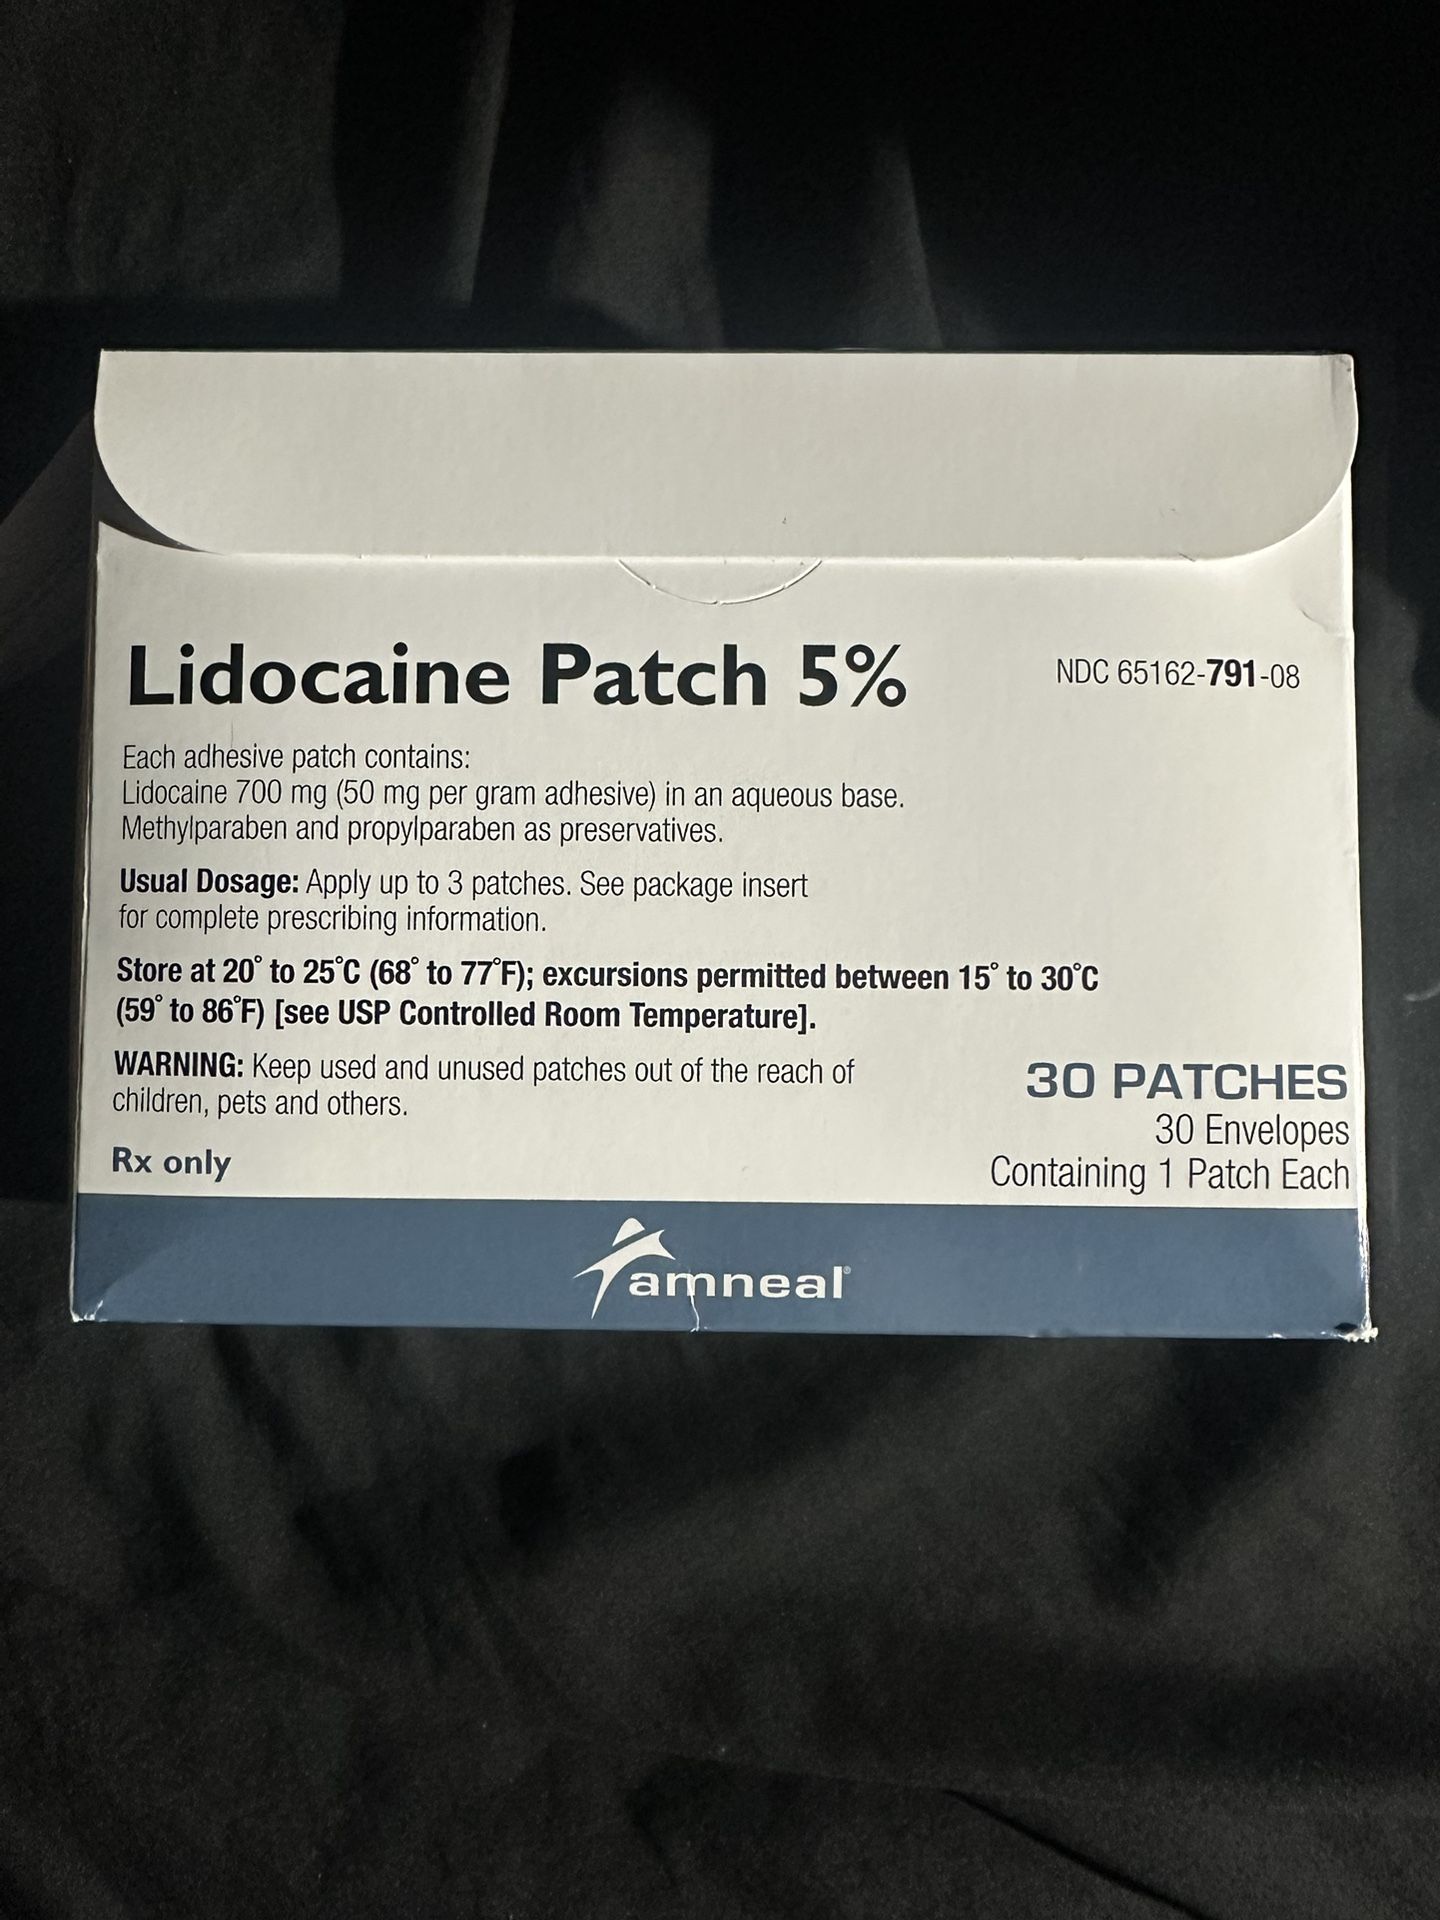 Lidocaine Patch 5%
NDC 65162-791-08
Each adhesive patch contains:
Lidocaine 700 mg (50 mg per gram adhesive) in an aqueous base.
Methylparaben and propylparaben as preservatives.
Usual Dosage: Apply up to 3 patches. See package insert
for complete prescribing information.
Store at 20° to 25°C (68° to 77°F); excursions permitted between 15° to 30°C
(59° to 86°F) [see USP Controlled Room Temperature].
WARNING: Keep used and unused patches out of the reach of
children, pets and others.
Rx only
30 PATCHES
30 Envelopes
Containing 1 Patch Each
amneal®